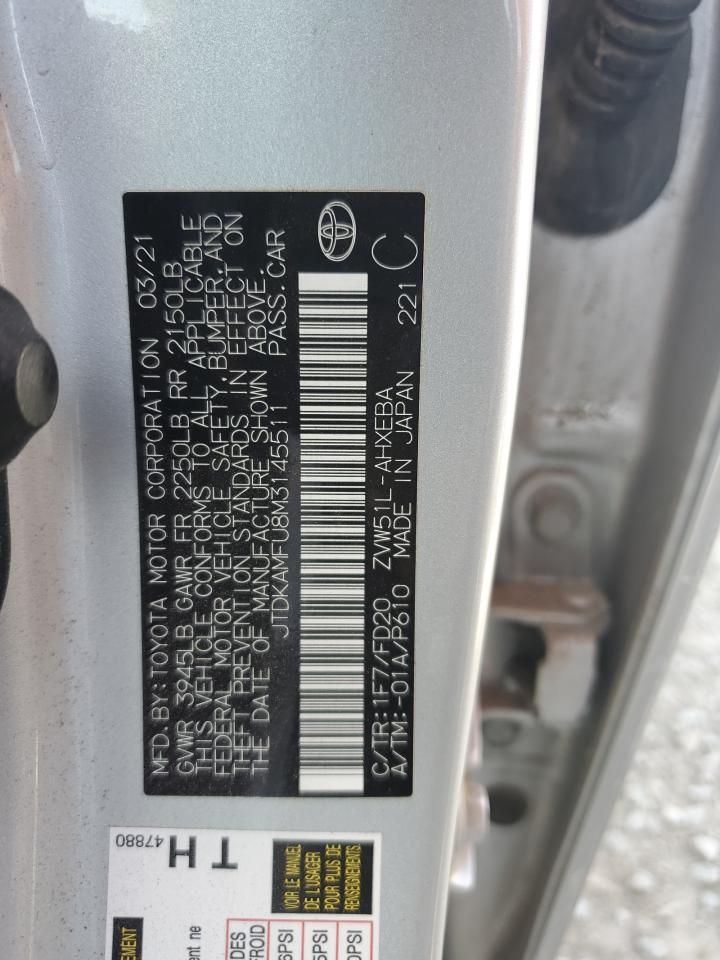 MFD. BY: TOYOTA MOTOR CORPORATION 03/21
GVWR 3945LB GAWR FR 2250LB RR 2150LB
THIS VEHICLE CONFORMS TO ALL APPLICABLE
FEDERAL MOTOR VEHICLE SAFETY, BUMPER, AND
THEFT PREVENTION STANDARDS IN EFFECT ON
THE DATE OF MANUFACTURE SHOWN ABOVE.
JTDKAMFU8M3145511 PASS. CAR
C/TR: 1F7/FD20 ZVW51L-AHXEBA
A/TM: -01A/P610 MADE IN JAPAN 221 C
47880
T H
VOIR LE MANUEL
DE L'USAGER
POUR PLUS DE
RENSEIGNEMENTS.